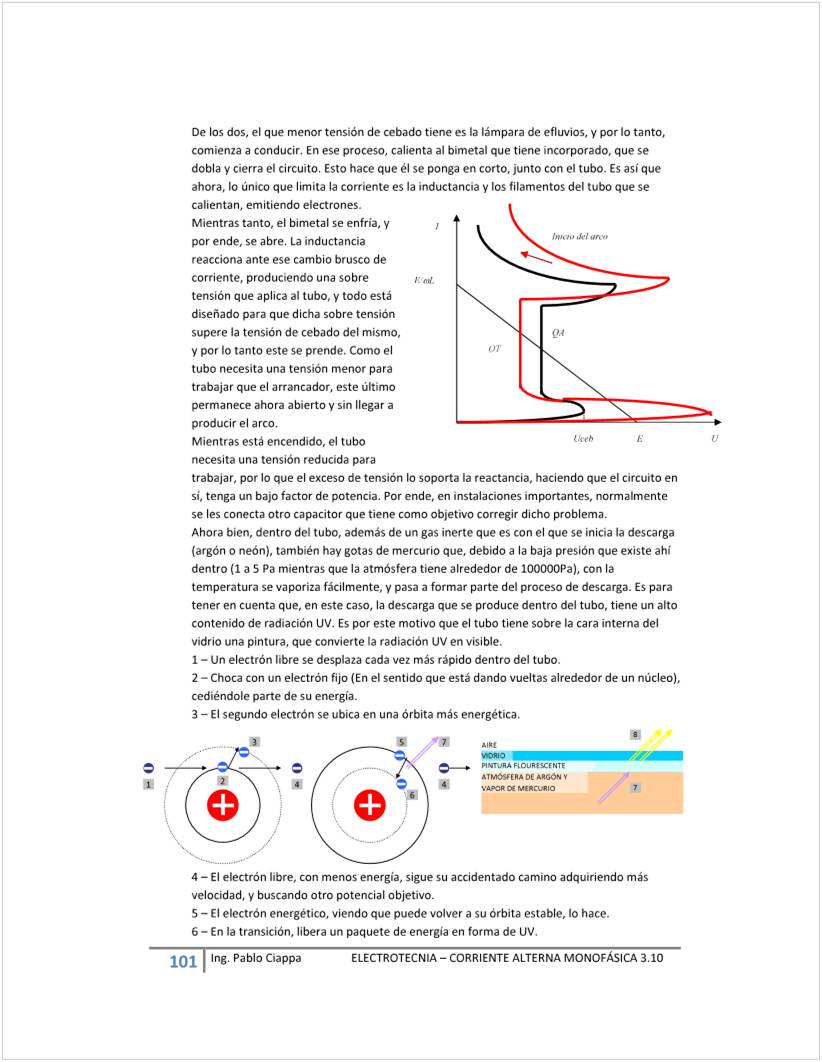 De los dos, el que menor tensión de cebado tiene es la lámpara de efluvios, y por lo tanto,
comienza a conducir. En ese proceso, calienta al bimetal que tiene incorporado, que se
dobla y cierra el circuito. Esto hace que él se ponga en corto, junto con el tubo. Es así que
ahora, lo único que limita la corriente es la inductancia y los filamentos del tubo que se
calientan, emitiendo electrones.
Mientras tanto, el bimetal se enfría, y
por ende, se abre. La inductancia
reacciona ante ese cambio brusco de
corriente, produciendo una sobre
tensión que aplica al tubo, y todo está
diseñado para que dicha sobre tensión
supere la tensión de cebado del mismo,
y por lo tanto este se prende. Como el
tubo necesita una tensión menor para
trabajar que el arrancador, este último
permanece ahora abierto y sin llegar a
producir el arco.
Mientras está encendido, el tubo
necesita una tensión reducida para
I
Inicio del arco
E/ωL
QA
OT
Uceb
E
U
trabajar, por lo que el exceso de tensión lo soporta la reactancia, haciendo que el circuito en
sí, tenga un bajo factor de potencia. Por ende, en instalaciones importantes, normalmente
se les conecta otro capacitor que tiene como objetivo corregir dicho problema.
Ahora bien, dentro del tubo, además de un gas inerte que es con el que se inicia la descarga
(argón o neón), también hay gotas de mercurio que, debido a la baja presión que existe ahí
dentro (1 a 5 Pa mientras que la atmósfera tiene alrededor de 100000Pa), con la
temperatura se vaporiza fácilmente, y pasa a formar parte del proceso de descarga. Es para
tener en cuenta que, en este caso, la descarga que se produce dentro del tubo, tiene un alto
contenido de radiación UV. Es por este motivo que el tubo tiene sobre la cara interna del
vidrio una pintura, que convierte la radiación UV en visible.
1 – Un electrón libre se desplaza cada vez más rápido dentro del tubo.
2 – Choca con un electrón fijo (En el sentido que está dando vueltas alrededor de un núcleo),
cediéndole parte de su energía.
3 – El segundo electrón se ubica en una órbita más energética.
1
2
3
4
5
6
7
4
AIRE
VIDRIO
PINTURA FLOURESCENTE
ATMÓSFERA DE ARGÓN Y
VAPOR DE MERCURIO
8
7
4 – El electrón libre, con menos energía, sigue su accidentado camino adquiriendo más
velocidad, y buscando otro potencial objetivo.
5 – El electrón energético, viendo que puede volver a su órbita estable, lo hace.
6 – En la transición, libera un paquete de energía en forma de UV.
101 Ing. Pablo Ciappa ELECTROTECNIA – CORRIENTE ALTERNA MONOFÁSICA 3.10